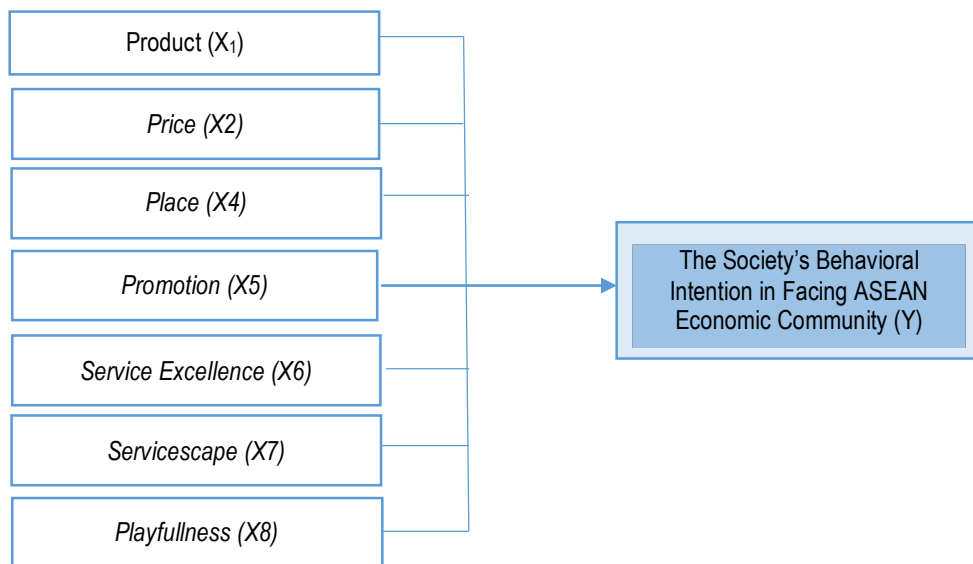 Product (X₁)
Price (X2)
Place (X4)
Promotion (X5)
Service Excellence (X6)
Servicescape (X7)
Playfullness (X8)
The Society’s Behavioral
Intention in Facing ASEAN
Economic Community (Y)